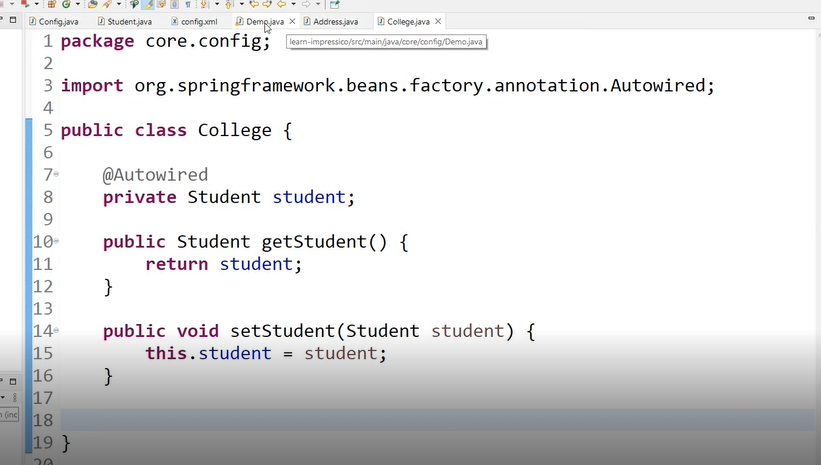 Config.java Student.java config.xml Demo.java Address.java College.java
learn-impressico/src/main/java/core/config/Demo.java
1 package core.config;
2
3 import org.springframework.beans.factory.annotation.Autowired;
4
5 public class College {
6
7 @Autowired
8 private Student student;
9
10 public Student getStudent() {
11 return student;
12 }
13
14 public void setStudent(Student student) {
15 this.student = student;
16 }
17
18
19 }
20